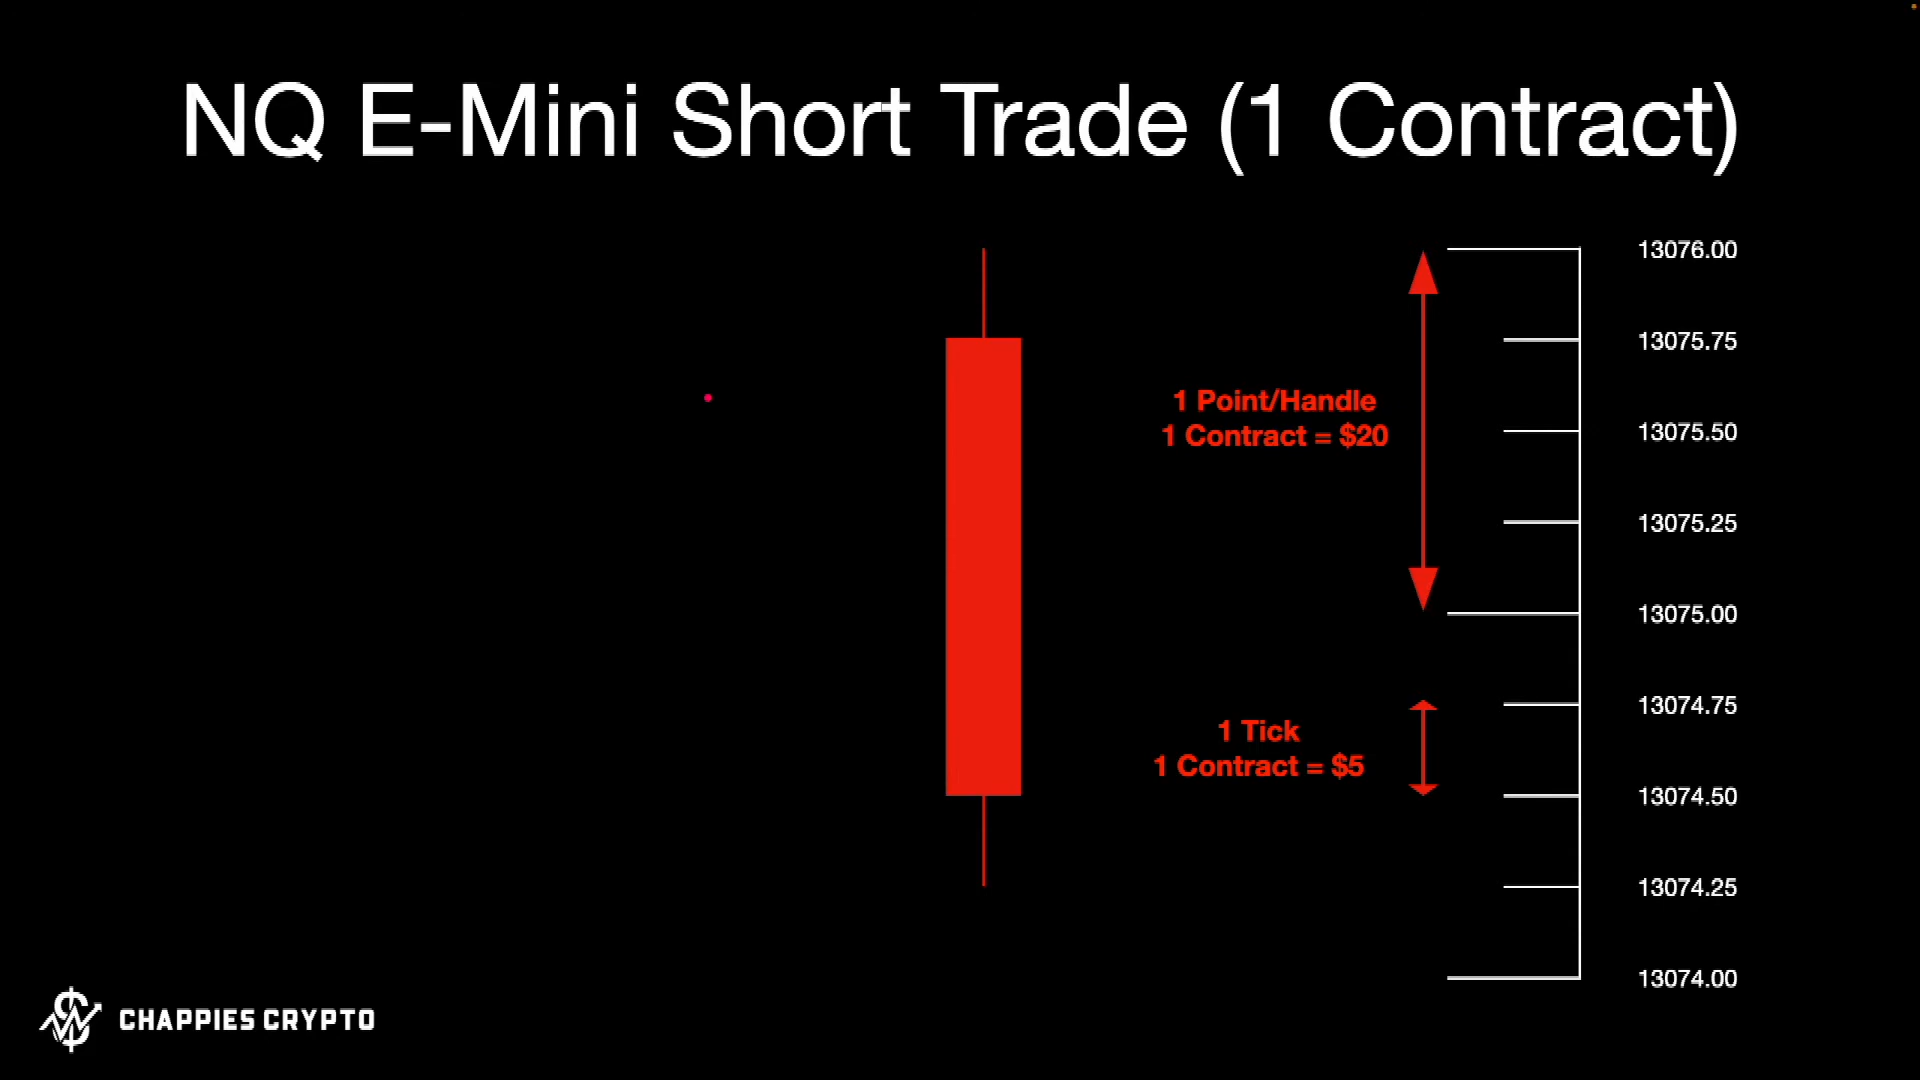 NQ E-Mini Short Trade (1 Contract)
13076.00
13075.75
1 Point/Handle
1 Contract = $20
13075.50
13075.25
13075.00
13074.75
1 Tick
1 Contract = $5
13074.50
13074.25
13074.00
CHAPPIES CRYPTO